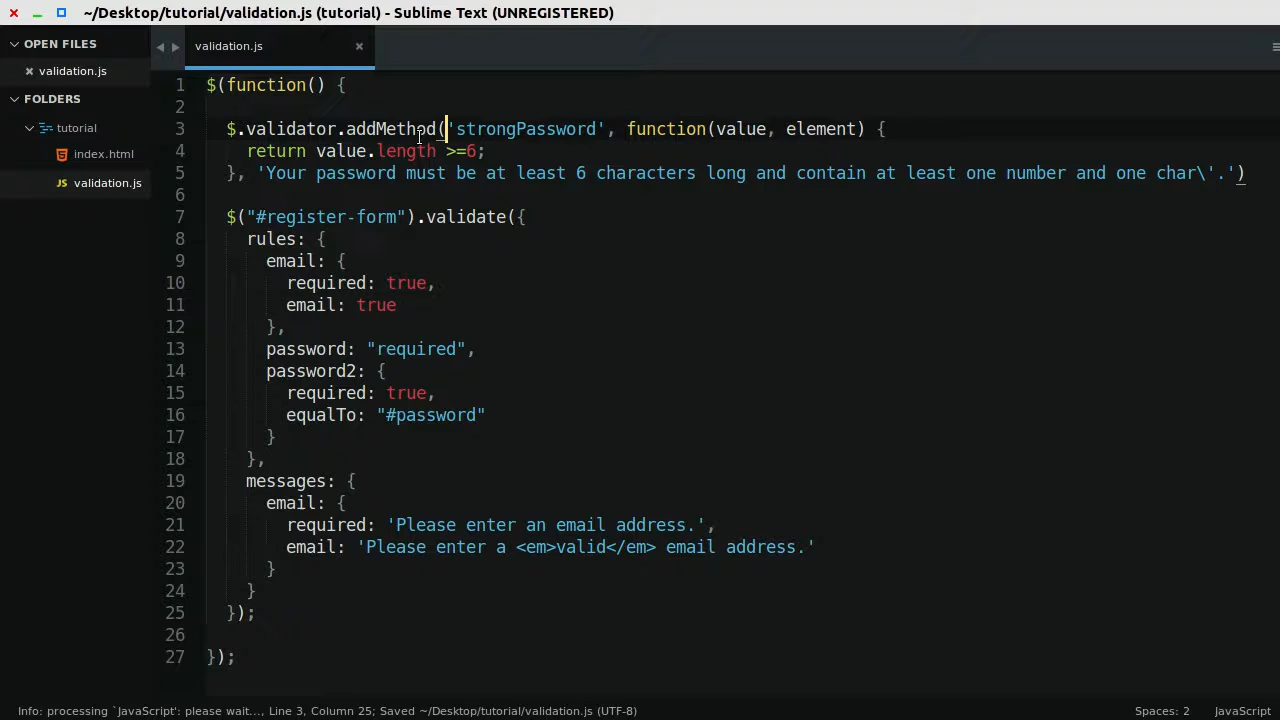 ~/Desktop/tutorial/validation.js (tutorial) - Sublime Text (UNREGISTERED)
OPEN FILES
validation.js
FOLDERS
tutorial
index.html
JS validation.js
validation.js
1 $(function() {
2
3 $.validator.addMethod('strongPassword', function(value, element) {
4 return value.length >=6;
5 }, 'Your password must be at least 6 characters long and contain at least one number and one char\'.')
6
7 $("#register-form").validate({
8 rules: {
9 email: {
10 required: true,
11 email: true
12 },
13 password: "required",
14 password2: {
15 required: true,
16 equalTo: "#password"
17 }
18 },
19 messages: {
20 email: {
21 required: 'Please enter an email address.',
22 email: 'Please enter a <em>valid</em> email address.'
23 }
24 }
25 });
26
27 });
Info: processing `JavaScript': please wait..., Line 3, Column 25; Saved ~/Desktop/tutorial/validation.js (UTF-8)
Spaces: 2
JavaScript